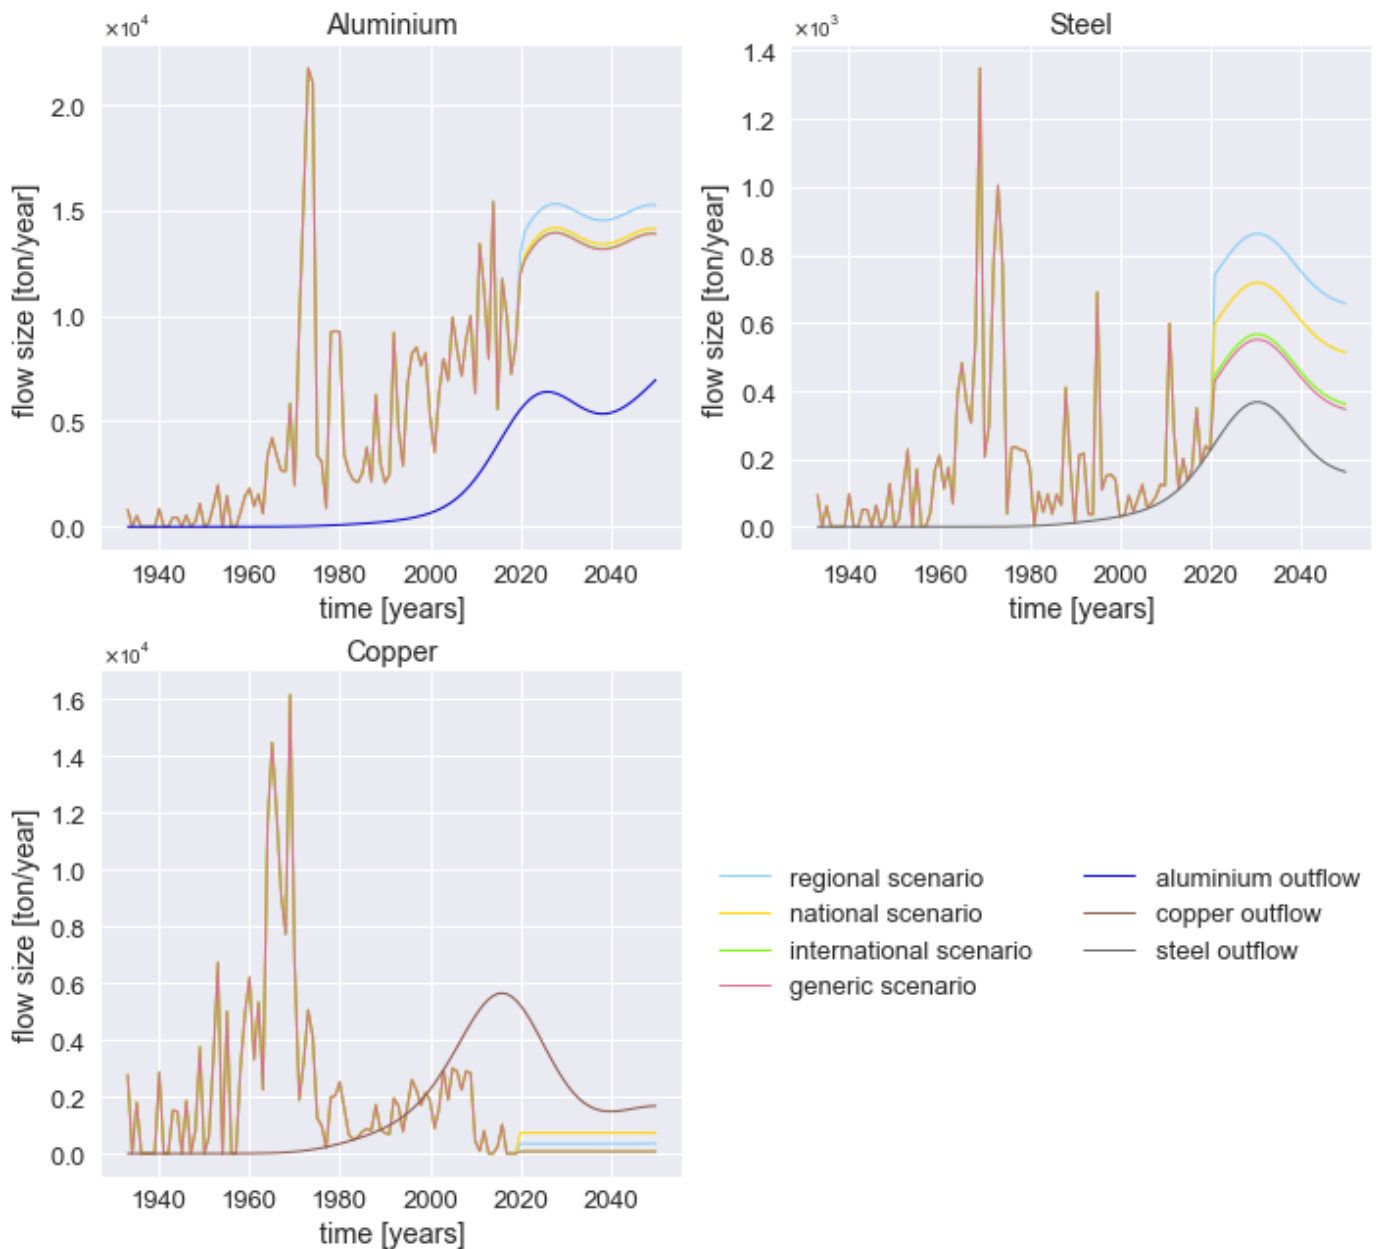 Aluminium
×10⁴
flow size [ton/year]
2.0
1.5
1.0
0.5
0.0
1940 1960 1980 2000 2020 2040
time [years]
Steel
×10³
flow size [ton/year]
1.4
1.2
1.0
0.8
0.6
0.4
0.2
0.0
1940 1960 1980 2000 2020 2040
time [years]
Copper
×10⁴
flow size [ton/year]
1.6
1.4
1.2
1.0
0.8
0.6
0.4
0.2
0.0
1940 1960 1980 2000 2020 2040
time [years]
regional scenario
national scenario
international scenario
generic scenario
aluminium outflow
copper outflow
steel outflow